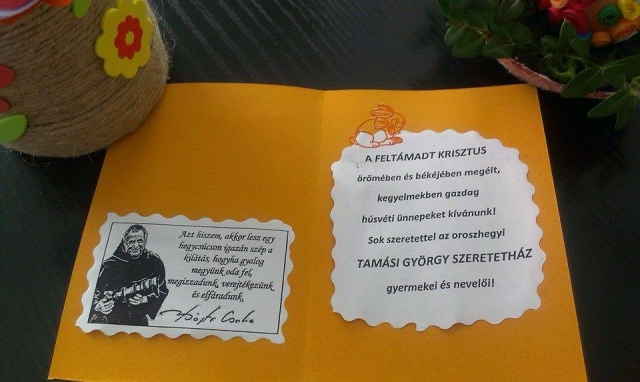 Azt hiszem, akkor lesz egy
hegycsúcson igazán szép a
kilátás, hogyha gyalog
megyünk oda fel,
megizzadunk, verejtékezünk
és elfáradunk.
Böjte Csaba
A FELTÁMADT KRISZTUS
örömében és békéjében megélt,
kegyelmekben gazdag
húsvéti ünnepeket kívánunk!
Sok szeretettel az oroszhegyi
TAMÁSI GYÖRGY SZERETETHÁZ
gyermekei és nevelői!